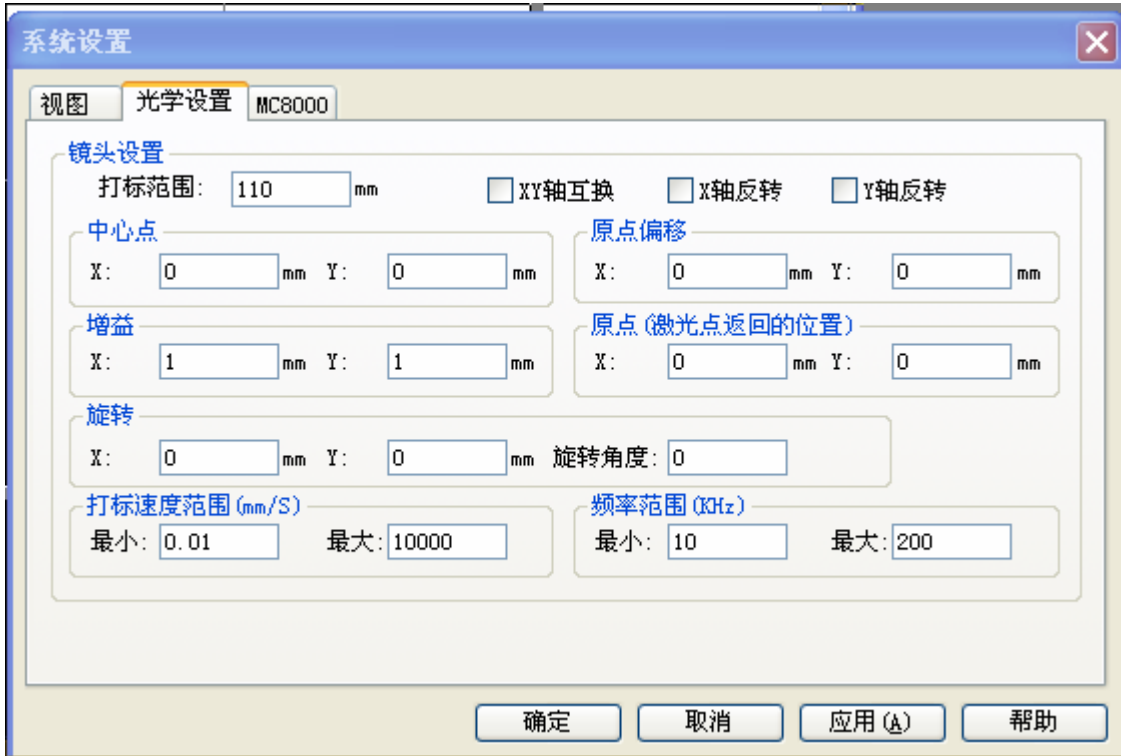 系统设置
视图 光学设置 MC8000
镜头设置
打标范围: 110 mm XY轴互换 X轴反转 Y轴反转
中心点 原点偏移
X: 0 mm Y: 0 mm X: 0 mm Y: 0 mm
增益 原点(激光点返回的位置)
X: 1 mm Y: 1 mm X: 0 mm Y: 0 mm
旋转
X: 0 mm Y: 0 mm 旋转角度: 0
打标速度范围(mm/S) 频率范围(KHz)
最小: 0.01 最大: 10000 最小: 10 最大: 200
确定 取消 应用(A) 帮助